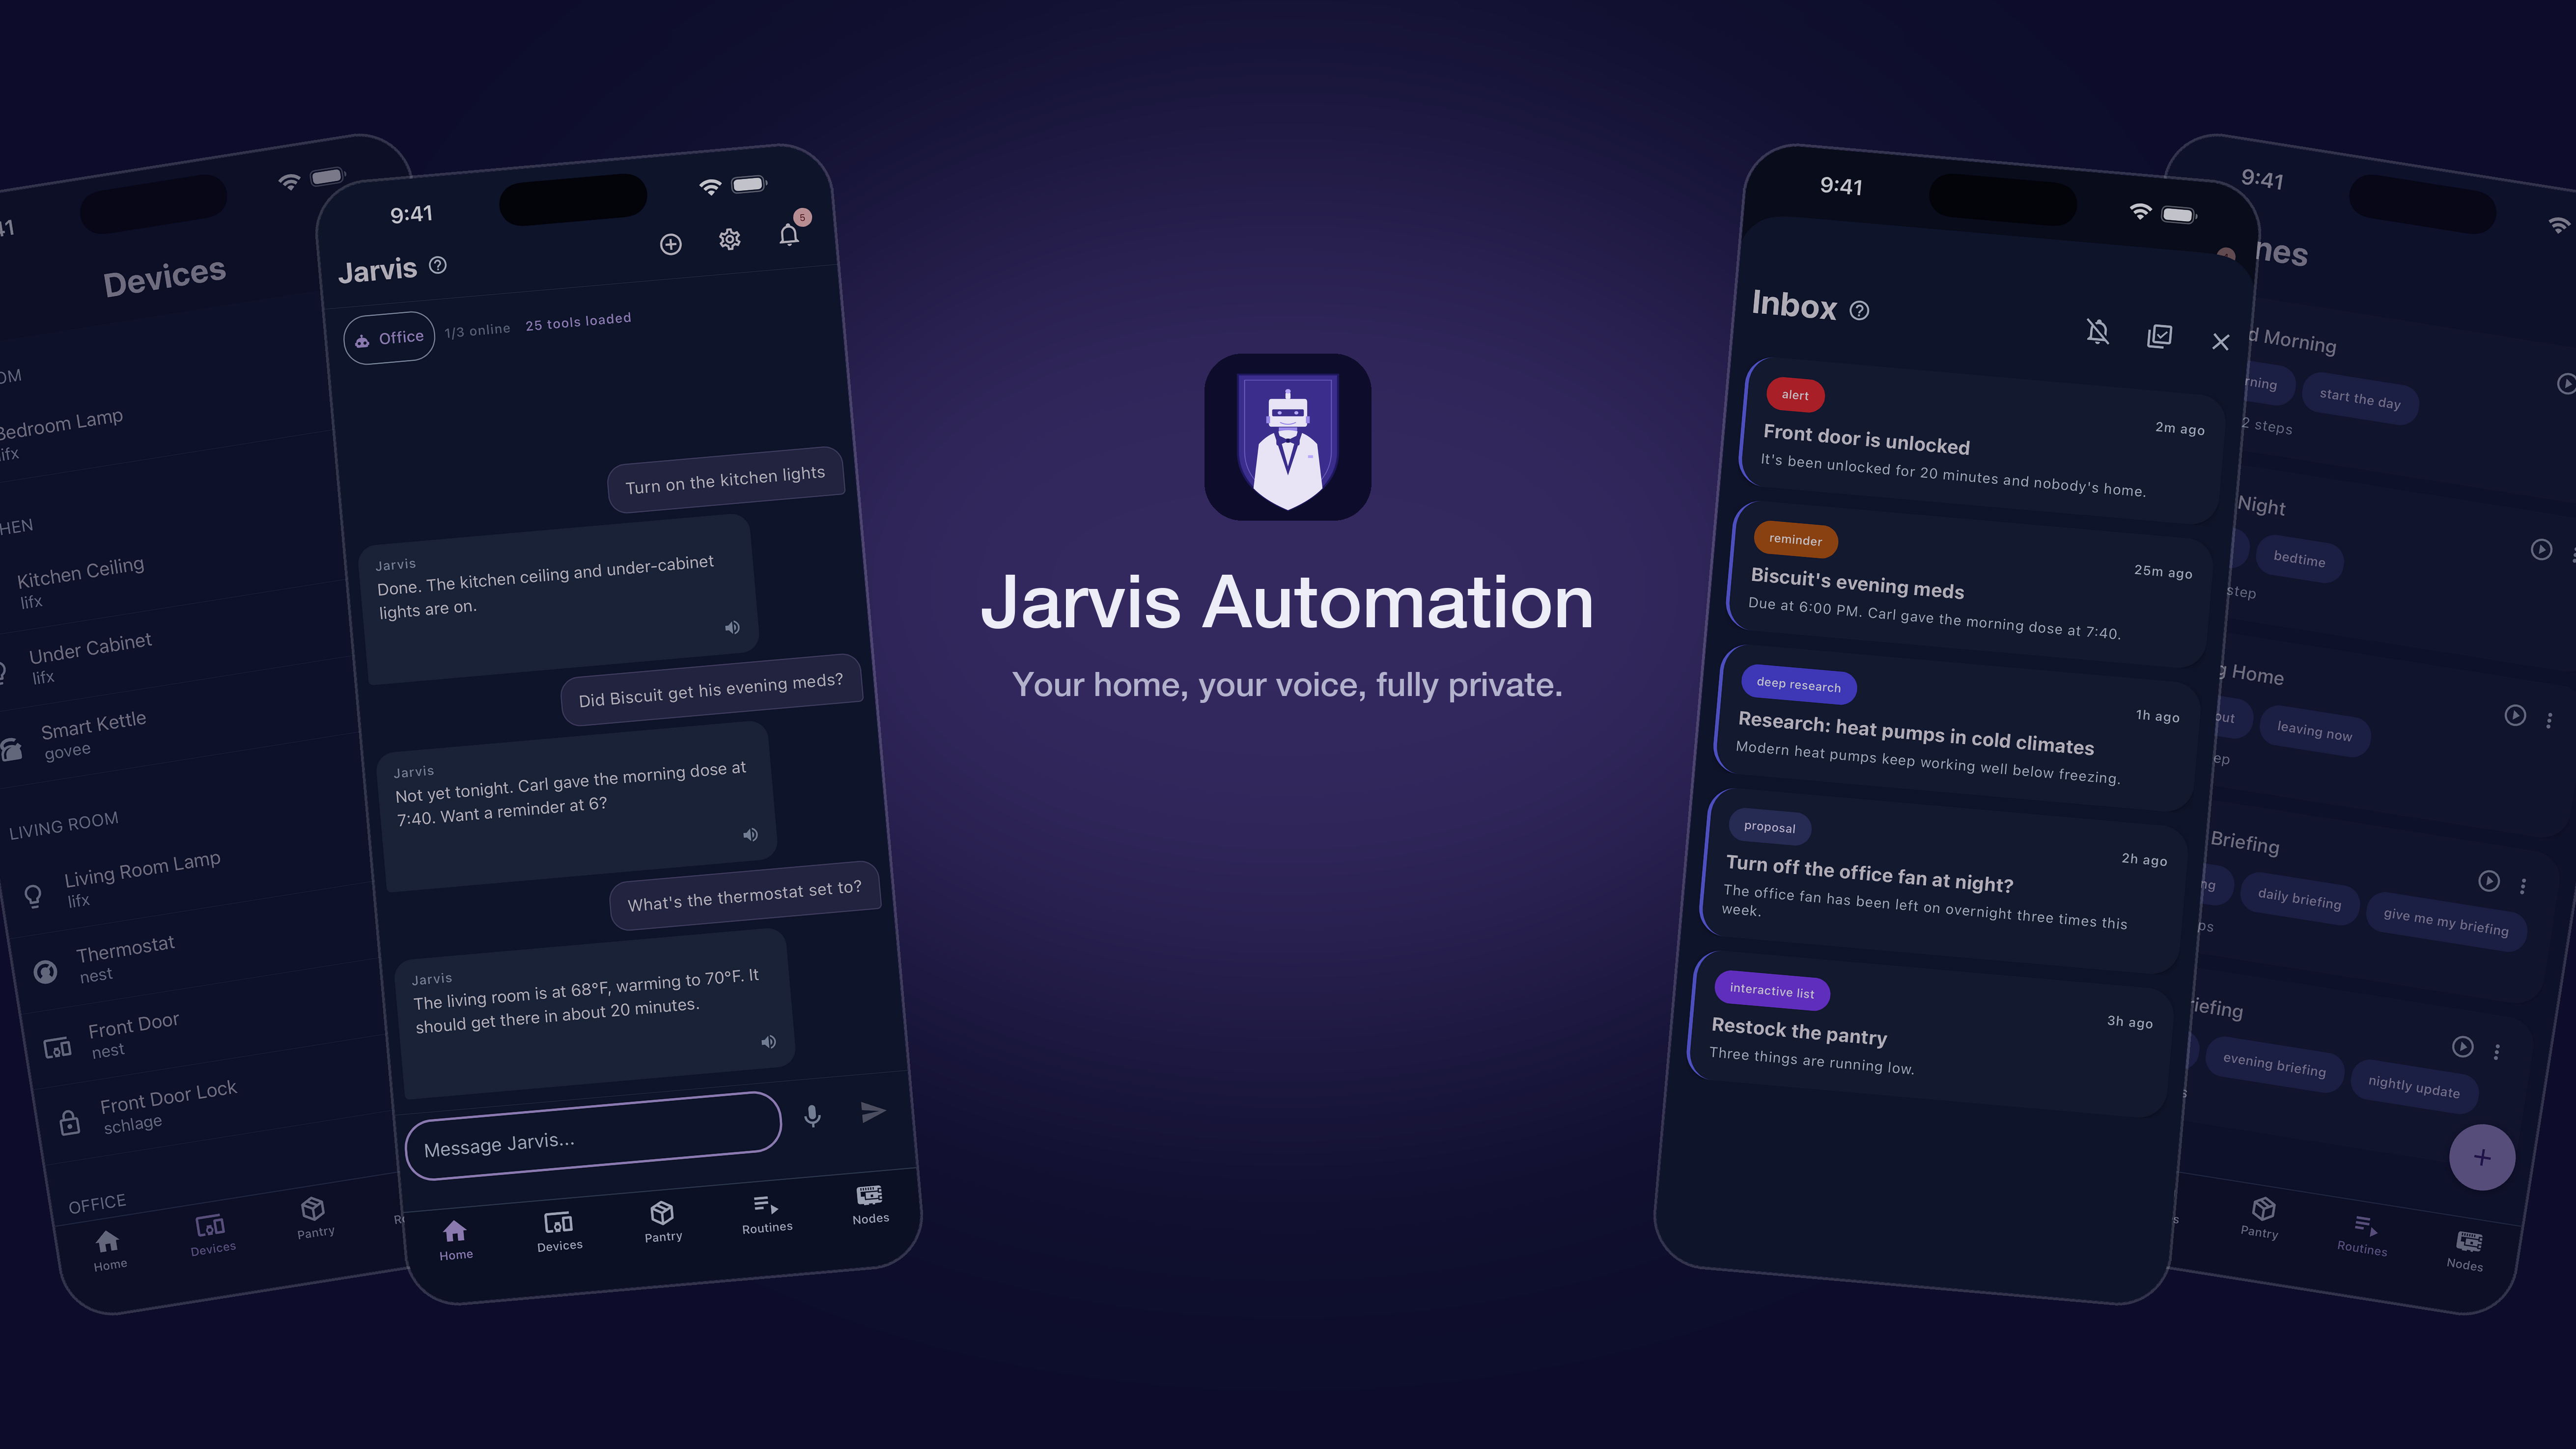 Devices
Bedroom Lamp
lifx
Kitchen Ceiling
lifx
Under Cabinet
lifx
Smart Kettle
govee
LIVING ROOM
Living Room Lamp
lifx
Thermostat
nest
Front Door
nest
Front Door Lock
schlage
OFFICE
Home
Devices
Pantry
9:41
5
Jarvis
Office
1/3 online
25 tools loaded
Turn on the kitchen lights
Jarvis
Done. The kitchen ceiling and under-cabinet
lights are on.
Did Biscuit get his evening meds?
Jarvis
Not yet tonight. Carl gave the morning dose at
7:40. Want a reminder at 6?
What's the thermostat set to?
Jarvis
The living room is at 68°F, warming to 70°F. It
should get there in about 20 minutes.
Message Jarvis...
Home
Devices
Pantry
Routines
Nodes
Jarvis Automation
Your home, your voice, fully private.
9:41
Inbox
alert
2m ago
Front door is unlocked
It's been unlocked for 20 minutes and nobody's home.
reminder
25m ago
Biscuit's evening meds
Due at 6:00 PM. Carl gave the morning dose at 7:40.
deep research
1h ago
Research: heat pumps in cold climates
Modern heat pumps keep working well below freezing.
proposal
2h ago
Turn off the office fan at night?
The office fan has been left on overnight three times this
week.
interactive list
3h ago
Restock the pantry
Three things are running low.
9:41
Morning
start the day
2 steps
Night
bedtime
step
Home
leaving now
Briefing
daily briefing
give me my briefing
evening briefing
nightly update
+
Pantry
Routines
Nodes